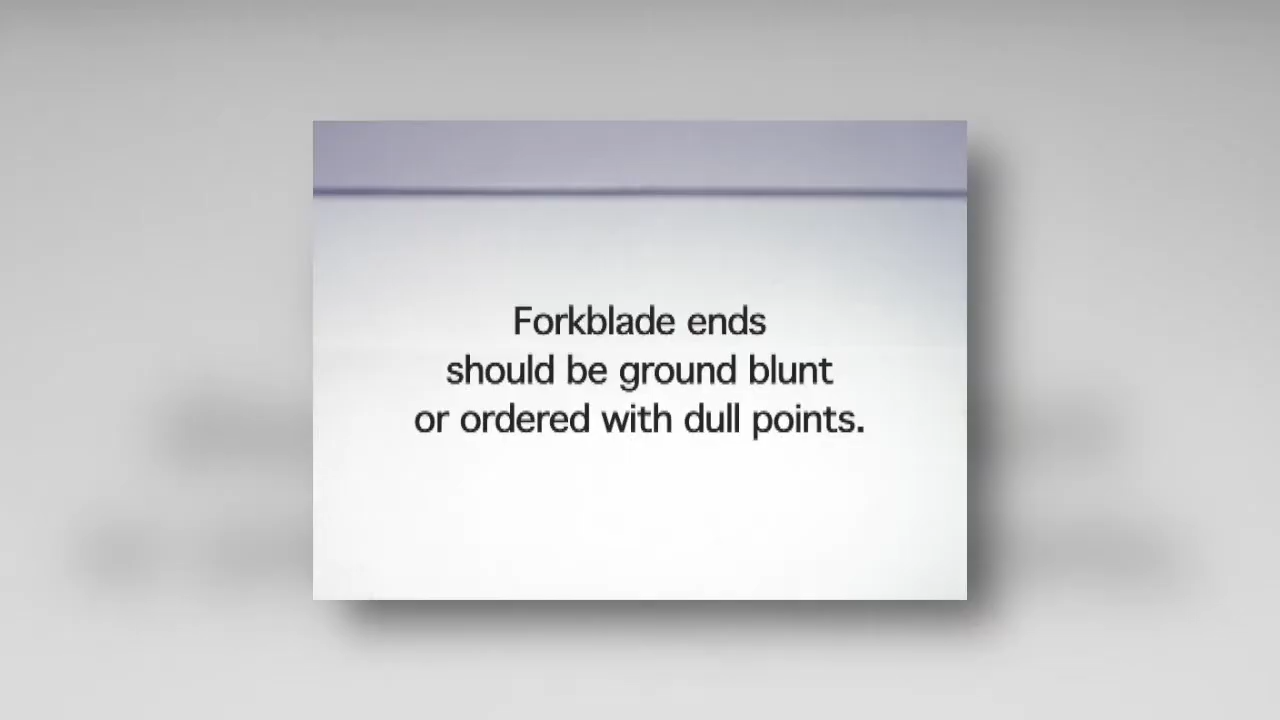 Forkblade ends
should be ground blunt
or ordered with dull points.